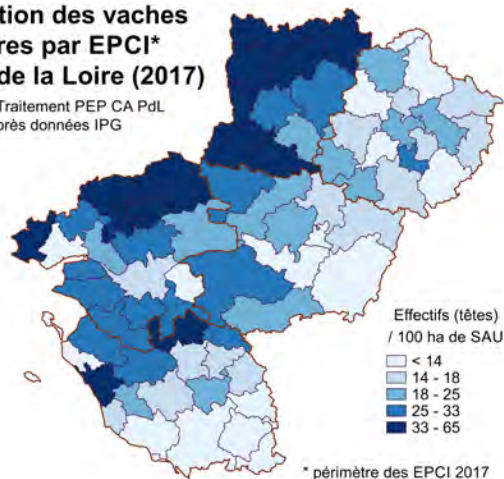 tion des vaches
res par EPCI*
de la Loire (2017)
Traitement PEP CA PdL
près données IPG
Effectifs (têtes)
/ 100 ha de SAU
< 14
14 - 18
18 - 25
25 - 33
33 - 65
* périmètre des EPCI 2017